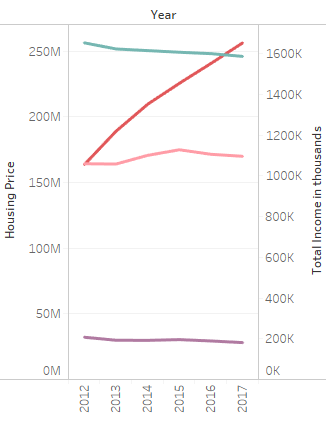 Year
250M
200M
150M
100M
50M
0M
Housing Price
1600K
1400K
1200K
1000K
800K
600K
400K
200K
0K
Total Income in thousands
2012
2013
2014
2015
2016
2017